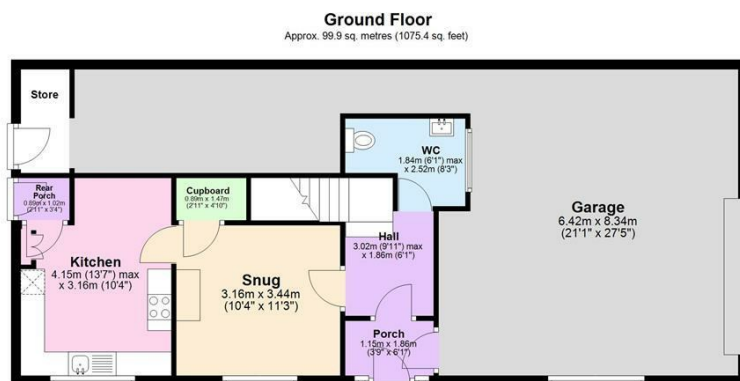 Ground Floor
Approx. 99.9 sq. metres (1075.4 sq. feet)
Store
WC
1.84m (6'1") max
x 2.52m (8'3")
Rear
Porch
0.89m x 1.02m
(2'11" x 3'4")
Cupboard
0.89m x 1.47m
(2'11" x 4'10")
Garage
6.42m x 8.34m
(21'1" x 27'5")
Hall
3.02m (9'11") max
x 1.86m (6'1")
Kitchen
4.15m (13'7") max
x 3.16m (10'4")
Snug
3.16m x 3.44m
(10'4" x 11'3")
Porch
1.15m x 1.86m
(3'9" x 6'1")